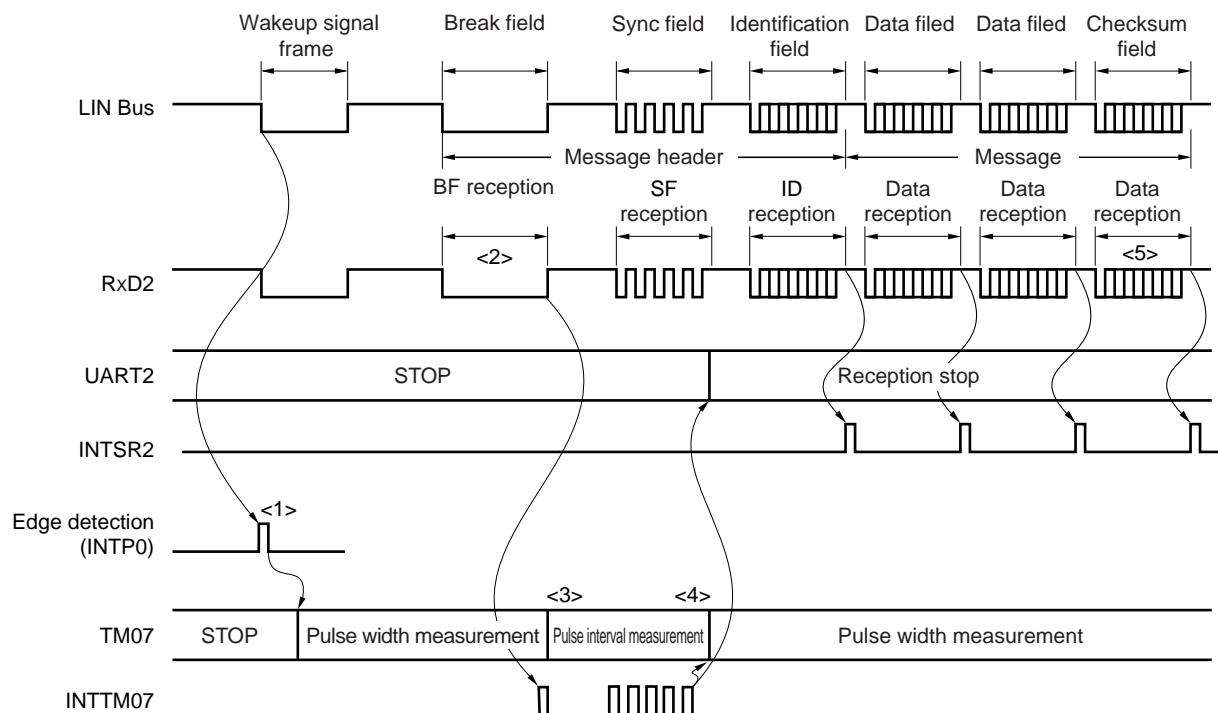 Wakeup signal frame
Break field
Sync field
Identification field
Data filed
Data filed
Checksum field
LIN Bus
Message header
Message
BF reception
SF reception
ID reception
Data reception
Data reception
Data reception
<2>
<5>
RxD2
UART2
STOP
Reception stop
INTSR2
<1>
Edge detection (INTP0)
<3>
<4>
TM07
STOP
Pulse width measurement
Pulse interval measurement
Pulse width measurement
INTTM07